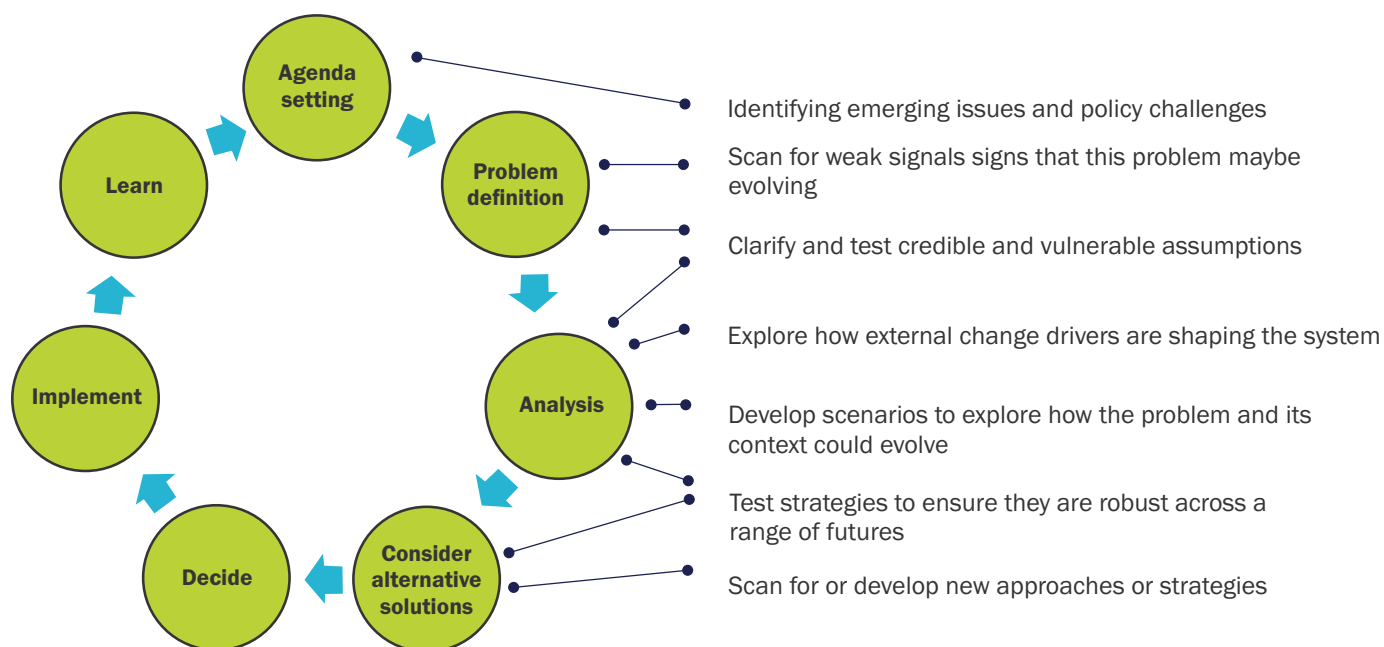 Agenda
setting
Problem
definition
Analysis
Consider
alternative
solutions
Decide
Implement
Learn
Identifying emerging issues and policy challenges
Scan for weak signals signs that this problem maybe
evolving
Clarify and test credible and vulnerable assumptions
Explore how external change drivers are shaping the system
Develop scenarios to explore how the problem and its
context could evolve
Test strategies to ensure they are robust across a
range of futures
Scan for or develop new approaches or strategies